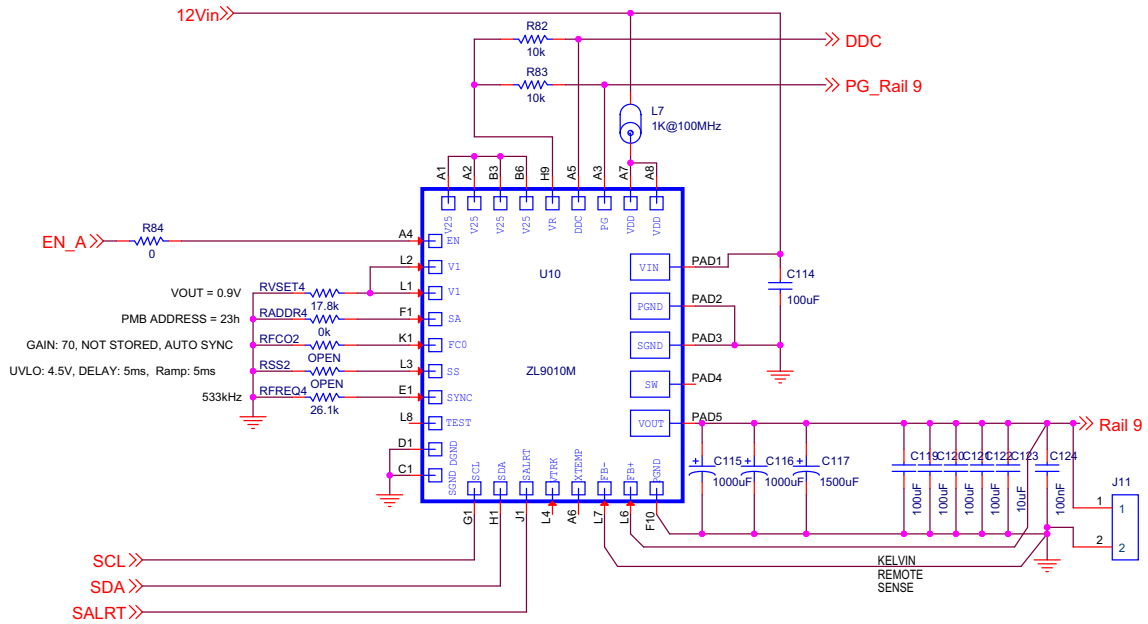 12Vin
R82
10k
DDC
R83
10k
PG_Rail 9
L7
1K@100MHz
A1
A2
B3
B6
H9
A5
A3
A7
A8
V25
V25
V25
V25
VR
DDC
PG
VDD
VDD
EN_A
R84
0
A4
EN
L2
V1
U10
VIN
PAD1
C114
100uF
VOUT = 0.9V
RVSET4
17.8k
L1
V1
PGND
PAD2
PMB ADDRESS = 23h
RADDR4
0k
F1
SA
GAIN: 70, NOT STORED, AUTO SYNC
RFCO2
OPEN
K1
FC0
SGND
PAD3
UVLO: 4.5V, DELAY: 5ms, Ramp: 5ms
RSS2
OPEN
L3
SS
ZL9010M
SW
PAD4
533kHz
RFREQ4
26.1k
E1
SYNC
L8
TEST
VOUT
PAD5
Rail 9
D1
DGND
C1
SGND
SCL
SDA
SALRT
VTRK
XTEMP
FB-
FB+
PGND
G1
H1
J1
L4
A6
L7
L6
F10
C115
1000uF
C116
1000uF
C117
1500uF
C119
100uF
C120
100uF
C121
100uF
C122
100uF
C123
10uF
C124
100nF
J11
1
1
2
2
KELVIN
REMOTE
SENSE
SCL
SDA
SALRT